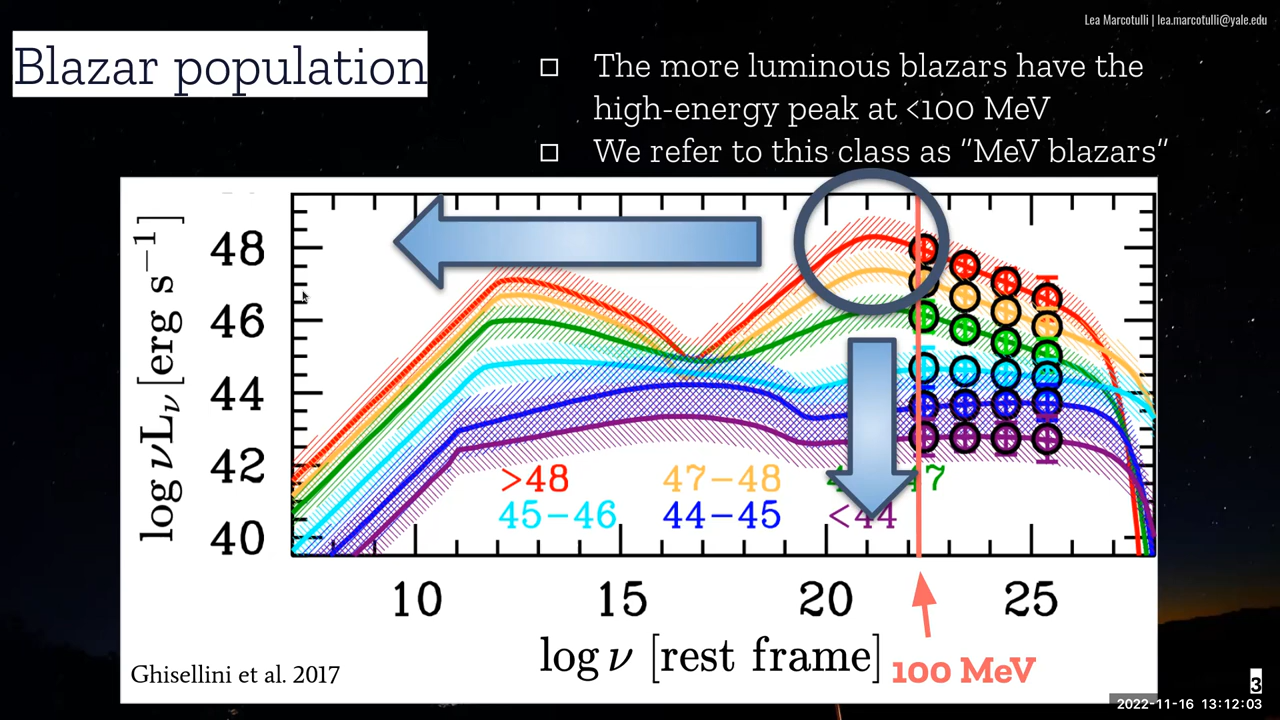 Lea Marcotulli | lea.marcotulli@yale.edu
Blazar population
□ The more luminous blazars have the
high-energy peak at <100 MeV
□ We refer to this class as "MeV blazars"
log νL_ν [erg s⁻¹]
48
46
44
42
40
>48 47-48 7
45-46 44-45 <44
10 15 20 25
log ν [rest frame]
100 MeV
Ghisellini et al. 2017
3
2022-11-16 13:12:03